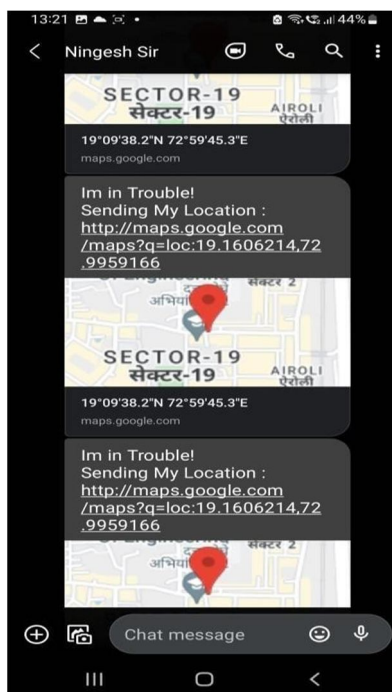 13:21
44%
Ningesh Sir
SECTOR-19
सेक्टर-19
AIROLI
ऐरोली
19°09'38.2"N 72°59'45.3"E
maps.google.com
Im in Trouble!
Sending My Location :
http://maps.google.com
/maps?q=loc:19.1606214,72
.9959166
सेक्टर 2
अभियां
SECTOR-19
सेक्टर-19
AIROLI
ऐरोली
19°09'38.2"N 72°59'45.3"E
maps.google.com
Im in Trouble!
Sending My Location :
http://maps.google.com
/maps?q=loc:19.1606214,72
.9959166
सेक्टर 2
अभियां
Chat message